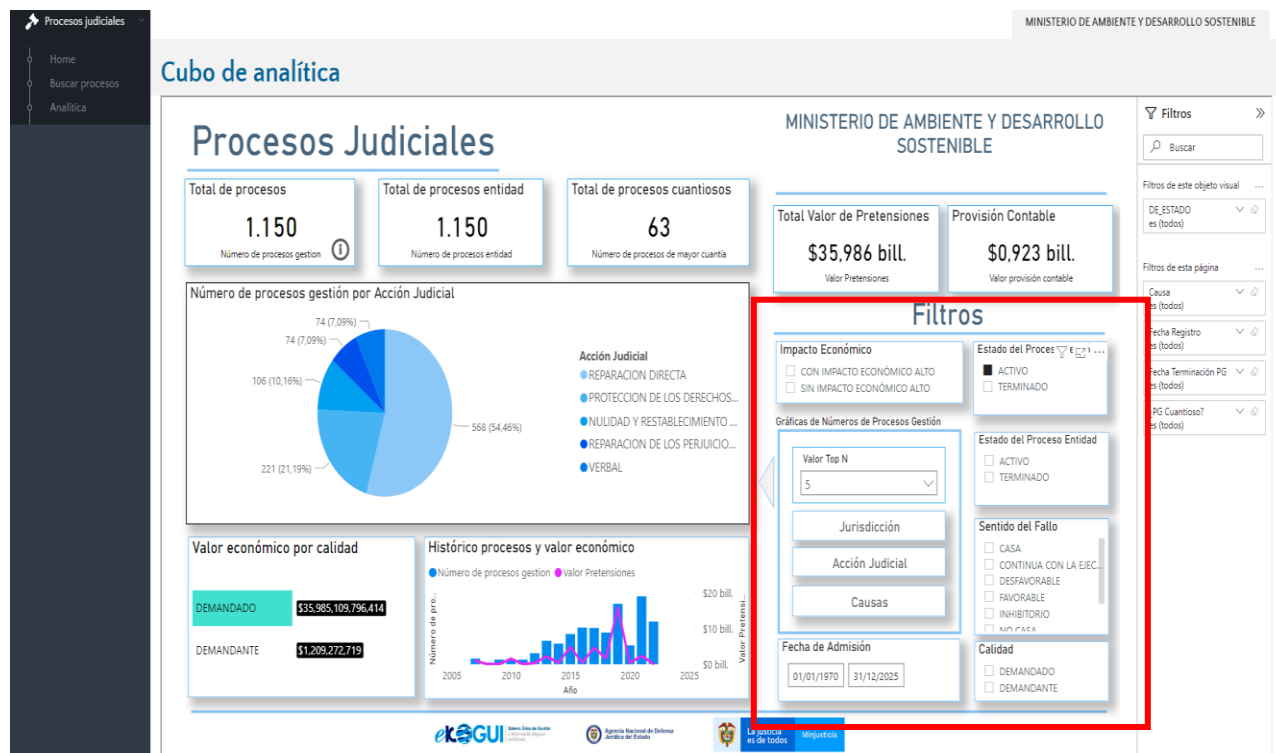 Procesos judiciales
MINISTERIO DE AMBIENTE Y DESARROLLO SOSTENIBLE
Home
Buscar procesos
Analítica
Cubo de analítica
Procesos Judiciales
MINISTERIO DE AMBIENTE Y DESARROLLO
SOSTENIBLE
Total de procesos
1.150
Número de procesos gestion
Total de procesos entidad
1.150
Número de procesos entidad
Total de procesos cuantiosos
63
Número de procesos de mayor cuantía
Total Valor de Pretensiones
$35,986 bill.
Valor Pretensiones
Provisión Contable
$0,923 bill.
Valor provisión contable
Número de procesos gestión por Acción Judicial
74 (7,09%)
74 (7,09%)
106 (10,16%)
221 (21,19%)
568 (54,46%)
Acción Judicial
REPARACION DIRECTA
PROTECCION DE LOS DERECHOS...
NULIDAD Y RESTABLECIMIENTO ...
REPARACION DE LOS PERJUICIO...
VERBAL
Filtros
Impacto Económico
CON IMPACTO ECONÓMICO ALTO
SIN IMPACTO ECONÓMICO ALTO
Estado del Proces
ACTIVO
TERMINADO
Gráficas de Números de Procesos Gestión
Valor Top N
5
Jurisdicción
Acción Judicial
Causas
Estado del Proceso Entidad
ACTIVO
TERMINADO
Sentido del Fallo
CASA
CONTINUA CON LA EJEC...
DESFAVORABLE
FAVORABLE
INHIBITORIO
NO CASA
Fecha de Admisión
01/01/1970 31/12/2025
Calidad
DEMANDADO
DEMANDANTE
Valor económico por calidad
DEMANDADO $35,985,109,796,414
DEMANDANTE $1,209,272,719
Histórico procesos y valor económico
Número de procesos gestion Valor Pretensiones
Número de pro...
$20 bill.
$10 bill.
$0 bill.
Valor Pretensi...
2005 2010 2015 2020 2025
Año
Filtros
Buscar
Filtros de este objeto visual ...
DE_ESTADO
es (todos)
Filtros de esta página ...
Causa
es (todos)
Fecha Registro
es (todos)
Fecha Terminación PG
es (todos)
PG Cuantioso?
es (todos)
eKOGUI
Agencia Nacional de Defensa
Jurídica del Estado
La justicia
es de todos
Minjusticia